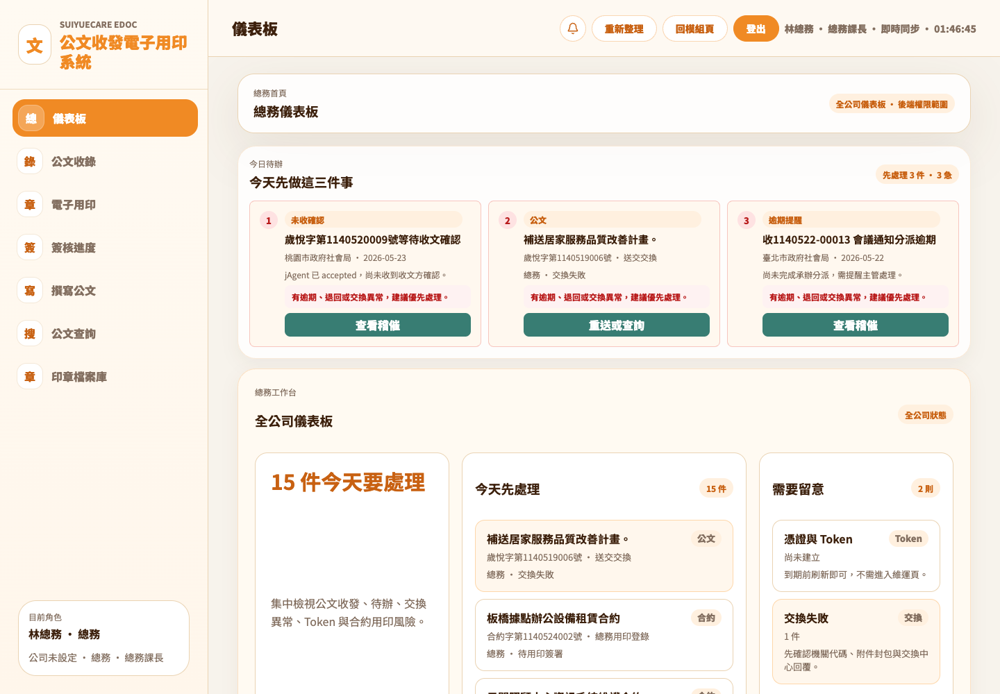 文
SUIYUECARE EDOC
公文收發電子用印
系統
總 儀表板
錄 公文收錄
章 電子用印
簽 簽核進度
寫 撰寫公文
搜 公文查詢
章 印章檔案庫
目前角色
林總務 · 總務
公司未設定 · 總務 · 總務課長
儀表板
重新整理
回模組頁
登出
林總務 · 總務課長 · 即時同步 · 01:46:45
總務首頁
總務儀表板
全公司儀表板 · 後端權限範圍
今日待辦
今天先做這三件事
先處理 3 件 · 3 急
1 未收確認
歲悅字第1140520009號等待收文確認
桃園市政府社會局 · 2026-05-23
jAgent 已 accepted，尚未收到收文方確認。
有逾期、退回或交換異常，建議優先處理。
查看稽催
2 公文
補送居家服務品質改善計畫。
歲悅字第1140519006號 · 送交交換
總務 · 交換失敗
有逾期、退回或交換異常，建議優先處理。
重送或查詢
3 逾期提醒
收1140522-00013 會議通知分派逾期
臺北市政府社會局 · 2026-05-22
尚未完成承辦分派，需提醒主管處理。
有逾期、退回或交換異常，建議優先處理。
查看稽催
總務工作台
全公司儀表板
全公司狀態
15 件今天要處理
集中檢視公文收發、待辦、交換
異常、Token 與合約用印風險。
今天先處理
15 件
補送居家服務品質改善計畫。
公文
歲悅字第1140519006號 · 送交交換
總務 · 交換失敗
板橋據點辦公設備租賃合約
合約
合約字第1140524002號 · 總務用印登錄
總務 · 待用印簽署
需要留意
2 則
憑證與 Token
Token
尚未建立
到期前刷新即可，不需進入維運頁。
交換失敗
交換
1 件
先確認機關代碼、附件封包與交換中
心回覆。